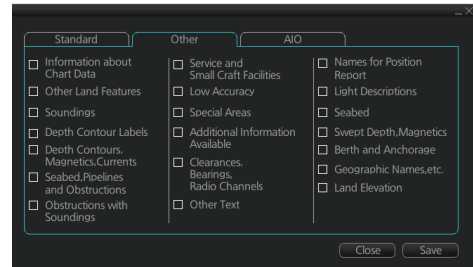 Standard
Other
AIO
Information about
Chart Data
Other Land Features
Soundings
Depth Contour Labels
Depth Contours.
Magnetics,Currents
Seabed,Pipelines
and Obstructions
Obstructions with
Soundings
Service and
Small Craft Facilities
Low Accuracy
Special Areas
Additional Information
Available
Clearances.
Bearings,
Radio Channels
Other Text
Names for Position
Report
Light Descriptions
Seabed
Swept Depth,Magnetics
Berth and Anchorage
Geographic Names,etc.
Land Elevation
Close
Save